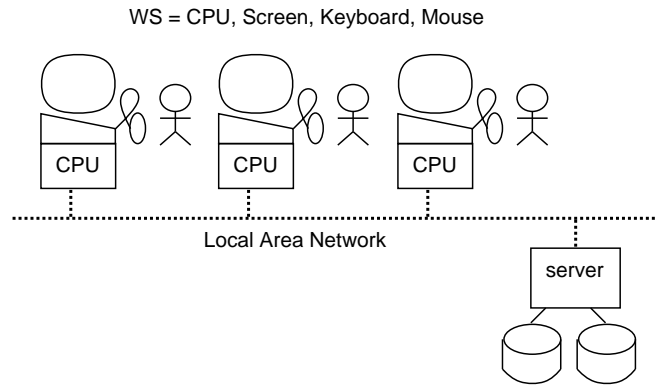 WS = CPU, Screen, Keyboard, Mouse
CPU
CPU
CPU
Local Area Network
server